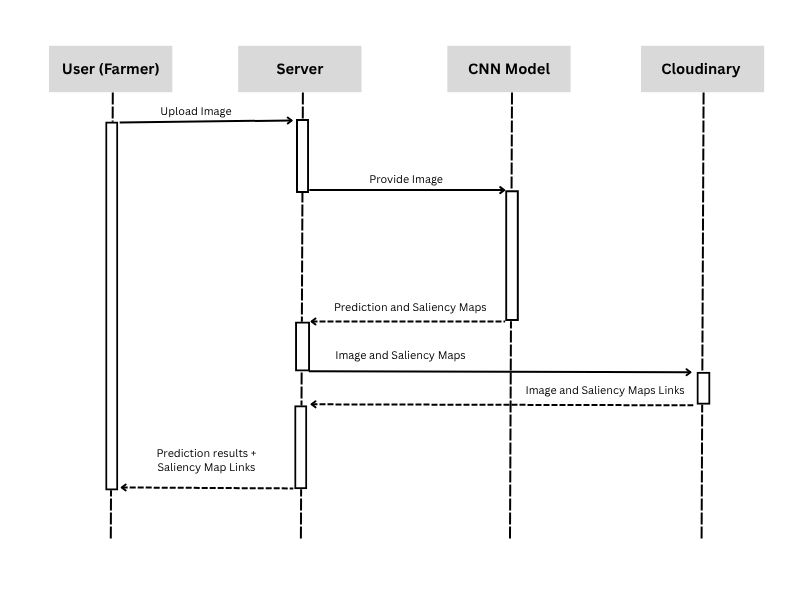 User (Farmer)
Server
CNN Model
Cloudinary
Upload Image
Provide Image
Prediction and Saliency Maps
Image and Saliency Maps
Image and Saliency Maps Links
Prediction results +
Saliency Map Links